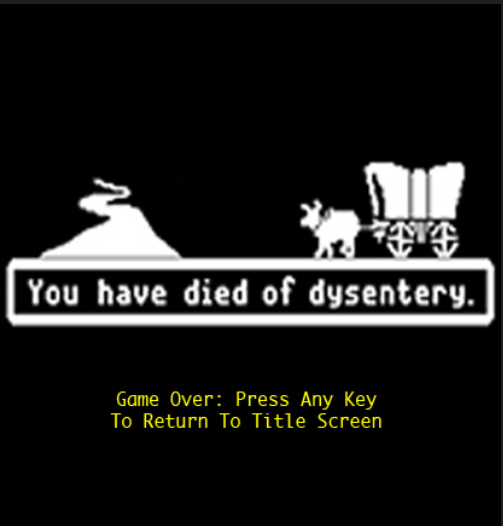 You have died of dysentery.
Game Over: Press Any Key
To Return To Title Screen